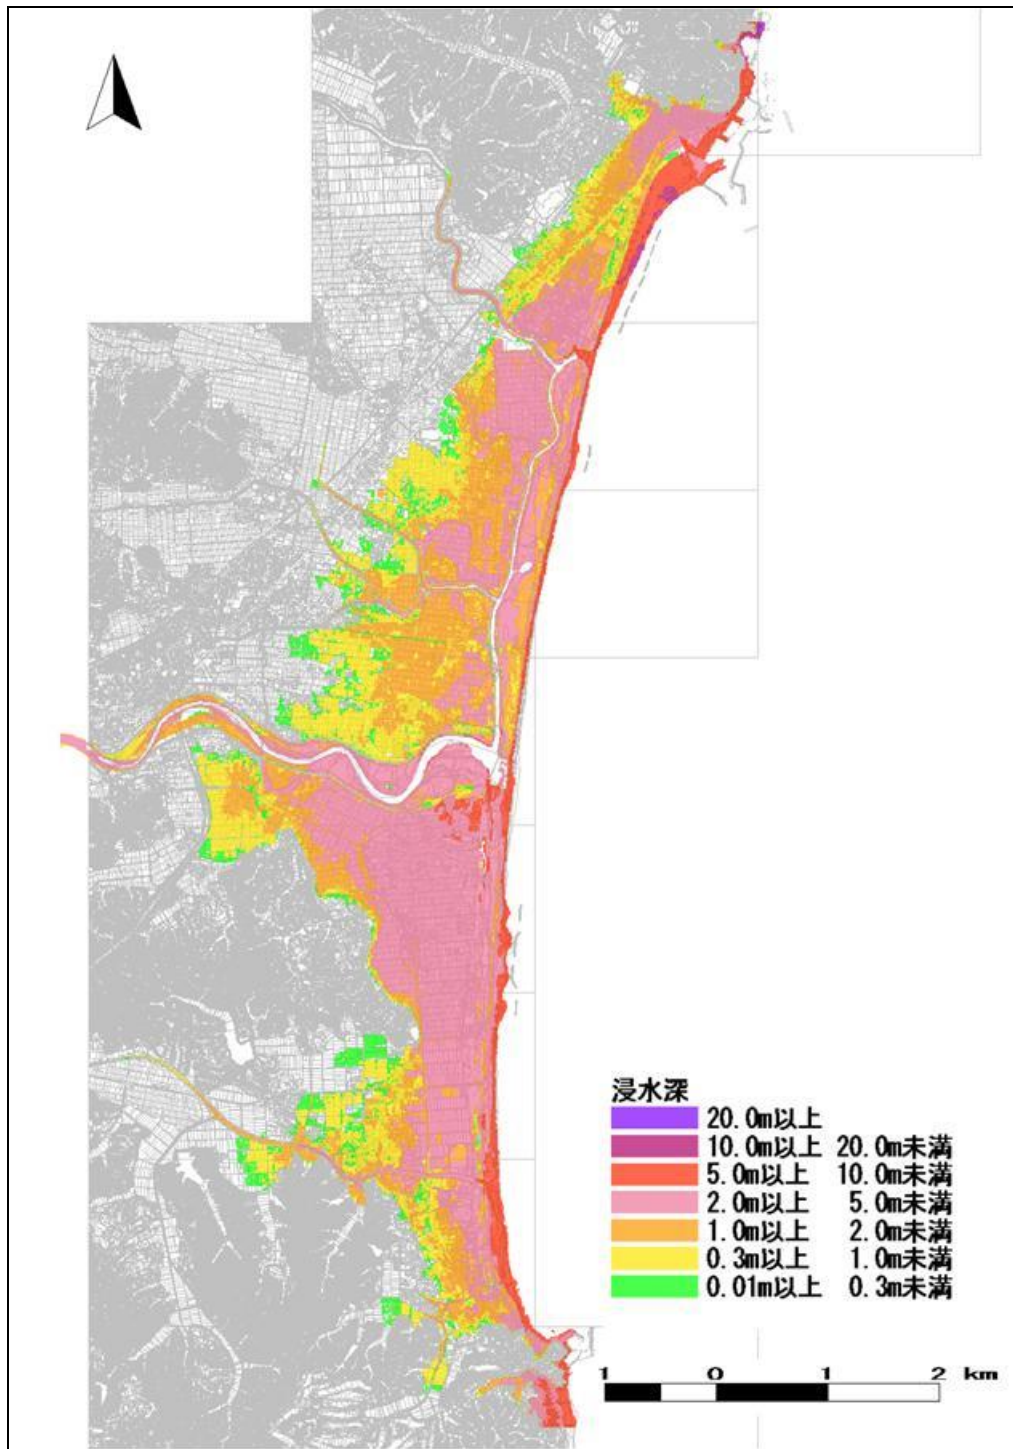 浸水深
20.0m以上
10.0m以上 20.0m未満
5.0m以上 10.0m未満
2.0m以上 5.0m未満
1.0m以上 2.0m未満
0.3m以上 1.0m未満
0.01m以上 0.3m未満
1 0 1 2 km